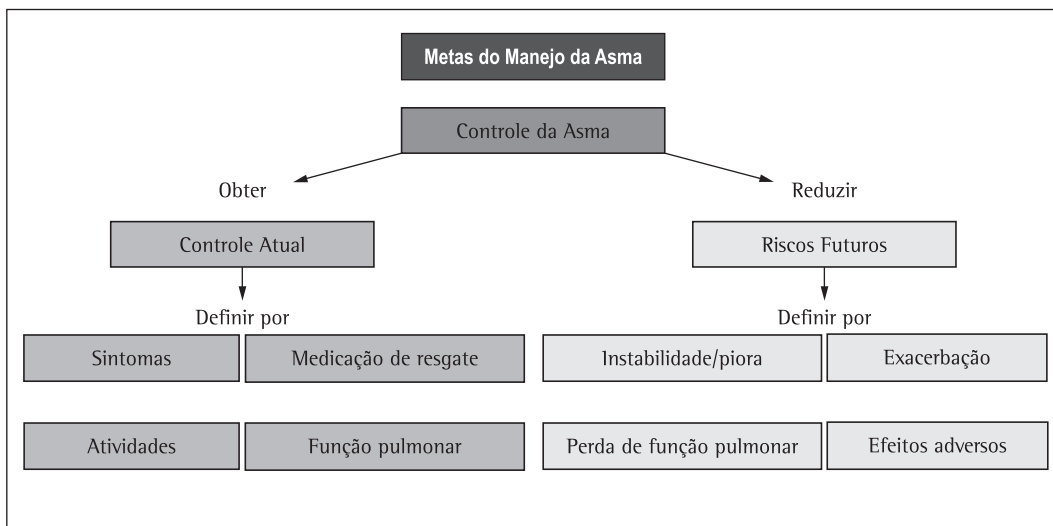 Metas do Manejo da Asma
Controle da Asma
Obter
Reduzir
Controle Atual
Riscos Futuros
Definir por
Definir por
Sintomas
Medicação de resgate
Instabilidade/piora
Exacerbação
Atividades
Função pulmonar
Perda de função pulmonar
Efeitos adversos